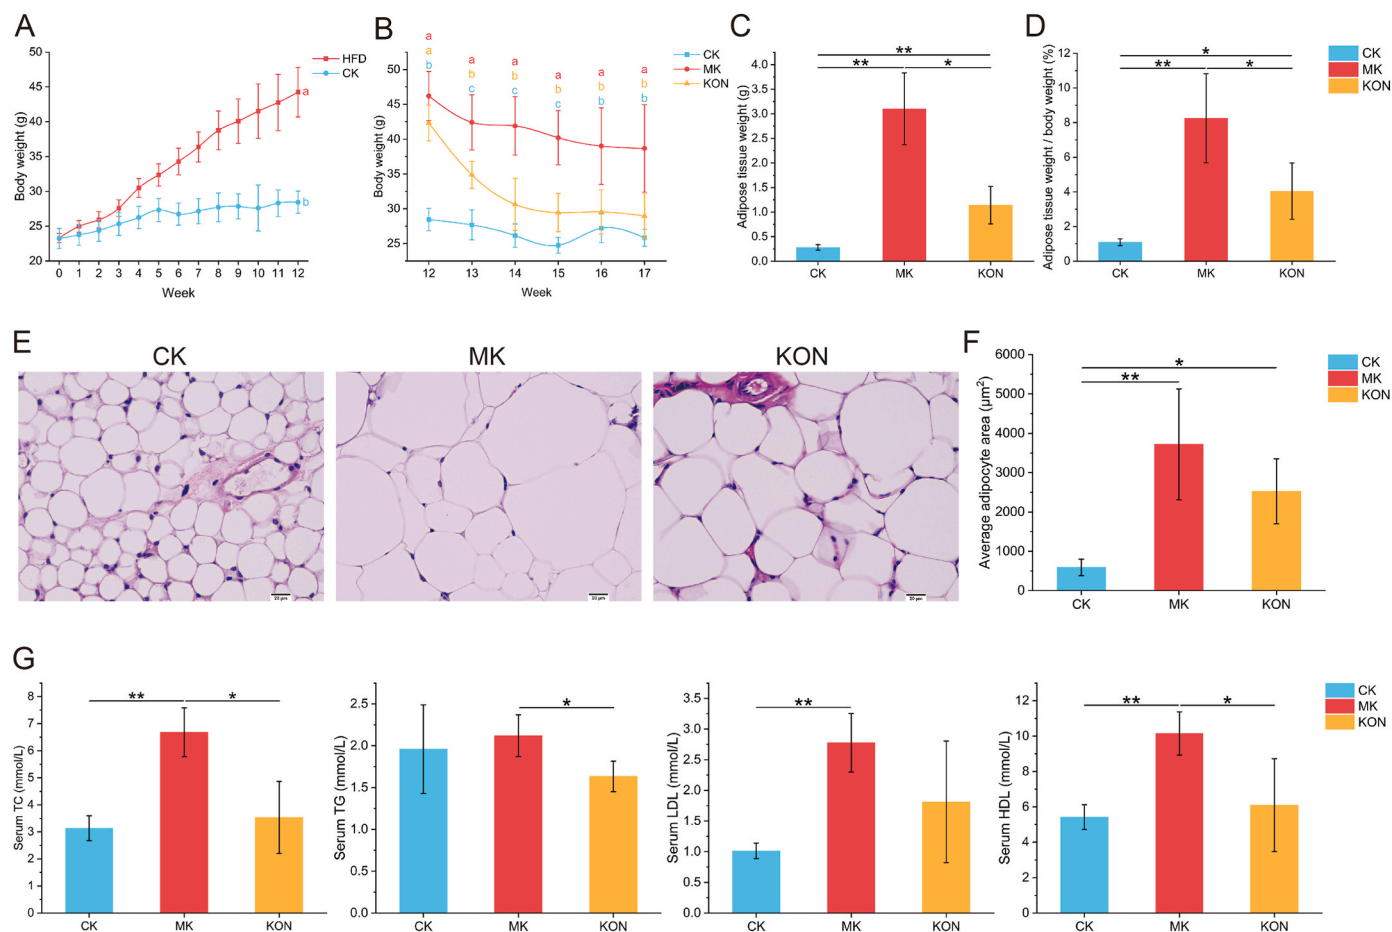 A
Body weight (g)
50
45
40
35
30
25
20
0 1 2 3 4 5 6 7 8 9 10 11 12
Week
HFD
CK
a
b
B
Body weight (g)
50
45
40
35
30
25
12 13 14 15 16 17
Week
a a a a a a
a b b b b b
b c c c b b
CK
MK
KON
C
Adipose tissue weight (g)
4.0
3.5
3.0
2.5
2.0
1.5
1.0
0.5
0.0
**
** *
CK MK KON
D
Adipose tissue weight / body weight (%)
12
10
8
6
4
2
0
*
** *
CK MK KON
CK
MK
KON
E
CK MK KON
20 μm 20 μm 20 μm
F
Average adipocyte area (μm²)
6000
5000
4000
3000
2000
1000
0
*
**
CK MK KON
CK
MK
KON
G
Serum TC (mmol/L)
8
7
6
5
4
3
2
1
0
** *
CK MK KON
Serum TG (mmol/L)
2.5
2.0
1.5
1.0
0.5
0.0
*
CK MK KON
Serum LDL (mmol/L)
3.5
3.0
2.5
2.0
1.5
1.0
0.5
0.0
**
CK MK KON
Serum HDL (mmol/L)
12
10
8
6
4
2
0
** *
CK MK KON
CK
MK
KON